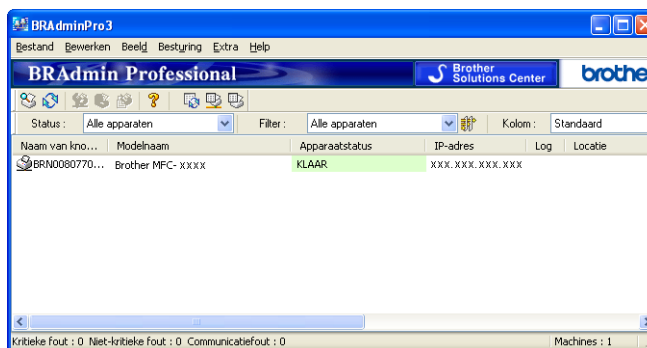 BRAdminPro3
Bestand Bewerken Beeld Besturing Extra Help
BRAdmin Professional Brother Solutions Center brothe
Status : Alle apparaten Filter : Alle apparaten Kolom : Standaard
Naam van kno... Modelnaam Apparaatstatus IP-adres Log Locatie
BRN0080770... Brother MFC- xxxx KLAAR xxx.xxx.xxx.xxx
Kritieke fout : 0 Niet-kritieke fout : 0 Communicatiefout : 0 Machines : 1